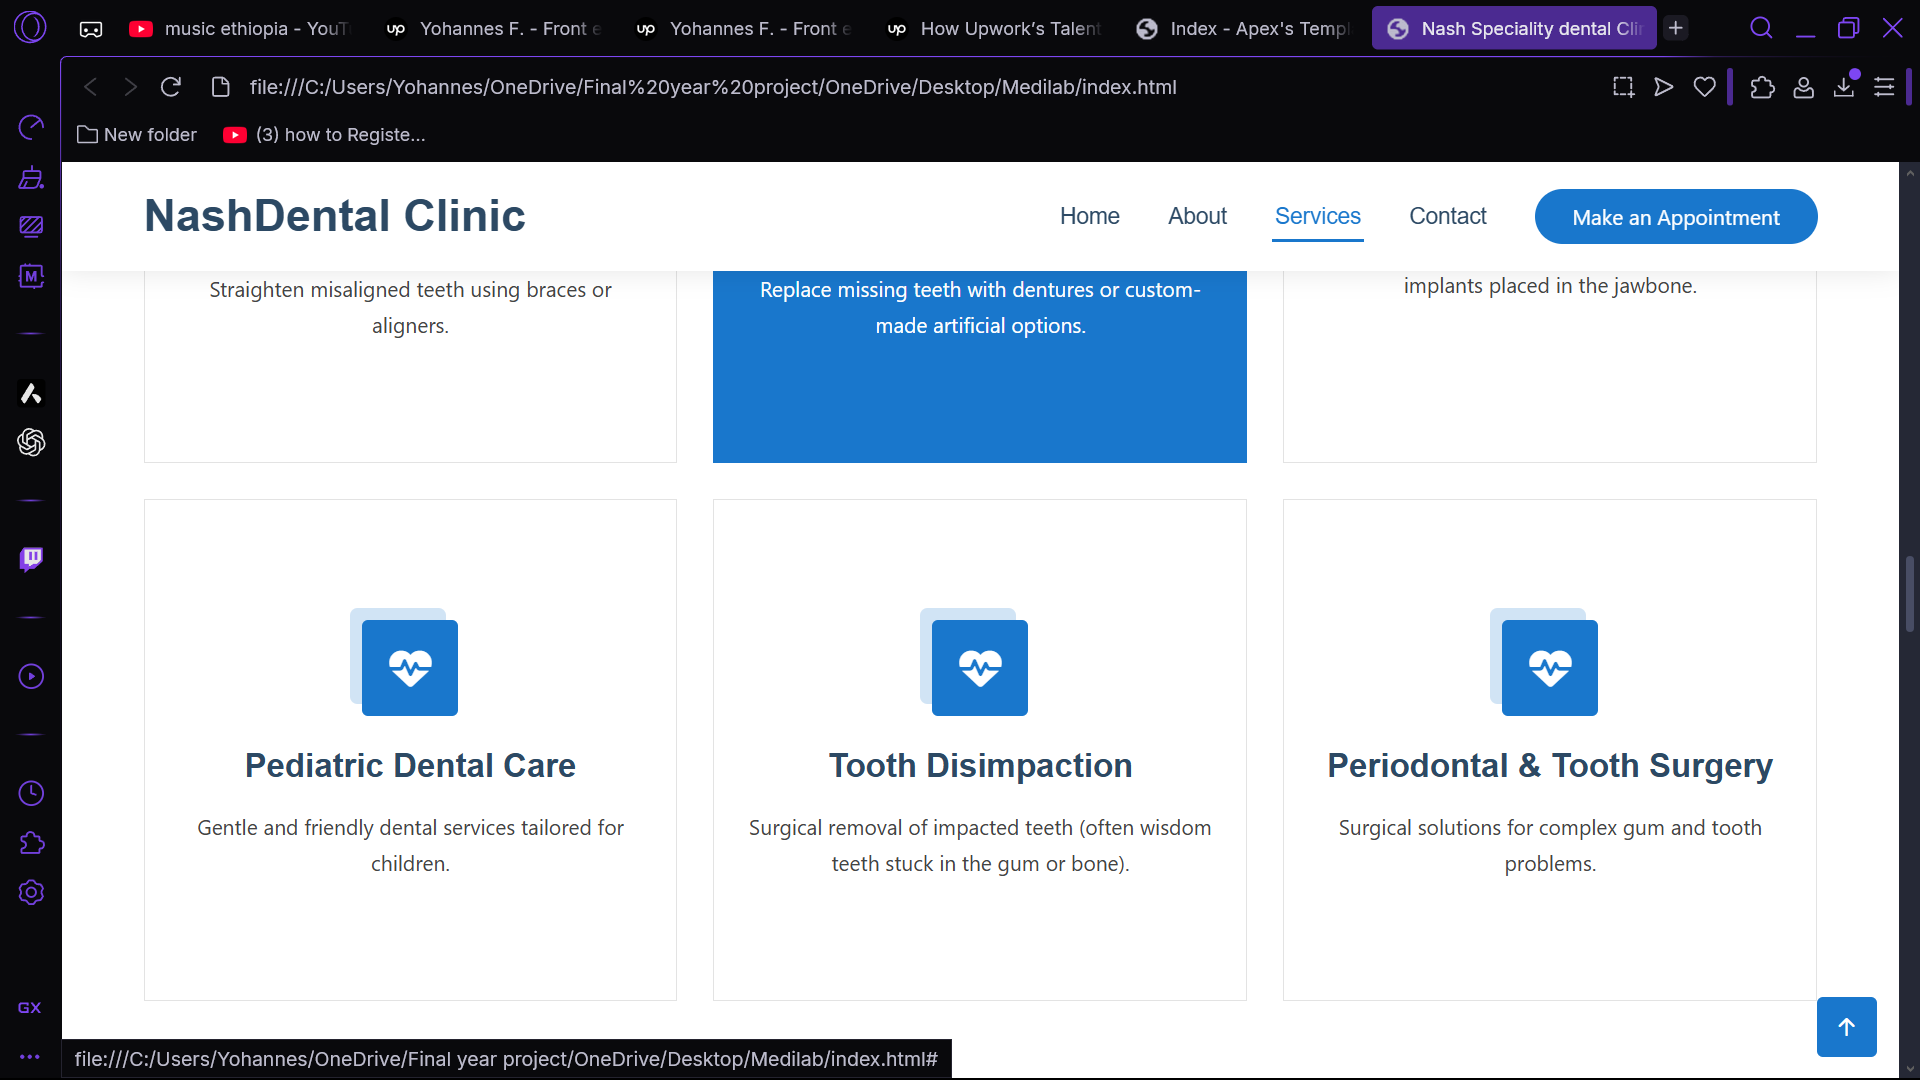 music ethiopia - YouT
Yohannes F. - Front e
Yohannes F. - Front e
How Upwork’s Talent
Index - Apex's Templ
Nash Speciality dental Clin
file:///C:/Users/Yohannes/OneDrive/Final%20year%20project/OneDrive/Desktop/Medilab/index.html
New folder
(3) how to Registe...
NashDental Clinic
Home
About
Services
Contact
Make an Appointment
Straighten misaligned teeth using braces or
aligners.
Replace missing teeth with dentures or custom-
made artificial options.
implants placed in the jawbone.
Pediatric Dental Care
Gentle and friendly dental services tailored for
children.
Tooth Disimpaction
Surgical removal of impacted teeth (often wisdom
teeth stuck in the gum or bone).
Periodontal & Tooth Surgery
Surgical solutions for complex gum and tooth
problems.
M
GX
file:///C:/Users/Yohannes/OneDrive/Final year project/OneDrive/Desktop/Medilab/index.html#